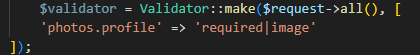 $validator = Validator::make($request->all(), [
'photos.profile' => 'required|image'
]);